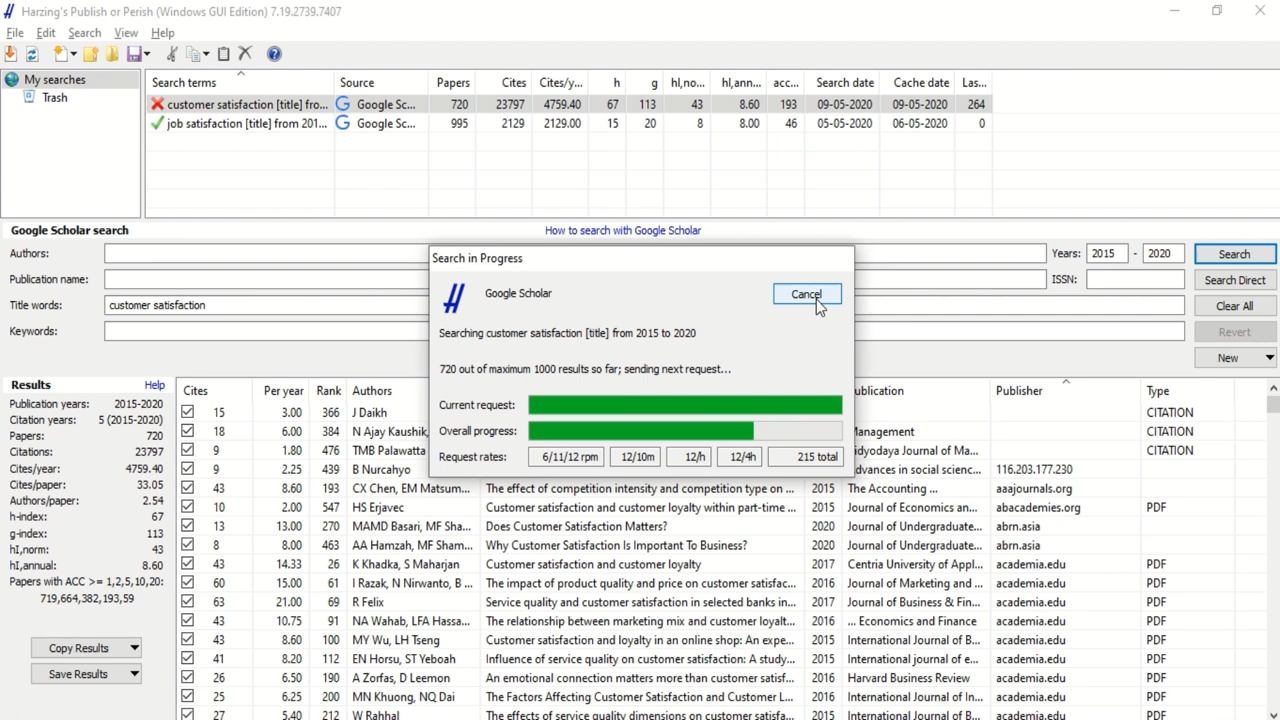 Harzing's Publish or Perish (Windows GUI Edition) 7.19.2739.7407
File Edit Search View Help
My searches
Trash
Search terms Source Papers Cites Cites/y... h g hI,no... hI,ann... acc... Search date Cache date Las...
customer satisfaction [title] fro... Google Sc... 720 23797 4759.40 67 113 43 8.60 193 09-05-2020 09-05-2020 264
job satisfaction [title] from 201... Google Sc... 995 2129 2129.00 15 20 8 8.00 46 05-05-2020 06-05-2020 0
Google Scholar search How to search with Google Scholar
Authors: Years: 2015 - 2020 Search
Publication name: ISSN: Search Direct
Title words: customer satisfaction Clear All
Keywords: Revert
New
Search in Progress
Google Scholar Cancel
Searching customer satisfaction [title] from 2015 to 2020
720 out of maximum 1000 results so far; sending next request...
Current request:
Overall progress:
Request rates: 6/11/12 rpm 12/10m 12/h 12/4h 215 total
Results Help
Publication years: 2015-2020
Citation years: 5 (2015-2020)
Papers: 720
Citations: 23797
Cites/year: 4759.40
Cites/paper: 33.05
Authors/paper: 2.54
h-index: 67
g-index: 113
hI,norm: 43
hI,annual: 8.60
Papers with ACC >= 1,2,5,10,20:
719,664,382,193,59
Copy Results
Save Results
Cites Per year Rank Authors ublication Publisher Type
15 3.00 366 J Daikh CITATION
18 6.00 384 N Ajay Kaushik, anagement CITATION
9 1.80 476 TMB Palawatta idyodaya Journal of Ma... CITATION
9 2.25 439 B Nurcahyo dvances in social scienc... 116.203.177.230
43 8.60 193 CX Chen, EM Matsum... The effect of competition intensity and competition type on ... 2015 The Accounting ... aaajournals.org
10 2.00 547 HS Erjavec Customer satisfaction and customer loyalty within part-time ... 2015 Journal of Economics an... abacademies.org PDF
13 13.00 270 MAMD Basari, MF Sha... Does Customer Satisfaction Matters? 2020 Journal of Undergraduate... abrn.asia
8 8.00 463 AA Hamzah, MF Sham... Why Customer Satisfaction Is Important To Business? 2020 Journal of Undergraduate... abrn.asia
43 14.33 26 K Khadka, S Maharjan Customer satisfaction and customer loyalty 2017 Centria University of Appl... academia.edu PDF
60 15.00 61 I Razak, N Nirwanto, B ... The impact of product quality and price on customer satisfac... 2016 Journal of Marketing and ... academia.edu PDF
63 21.00 69 R Felix Service quality and customer satisfaction in selected banks in... 2017 Journal of Business & Fin... academia.edu PDF
43 10.75 91 NA Wahab, LFA Hassa... The relationship between marketing mix and customer loyalt... 2016 ... Economics and Finance academia.edu PDF
43 8.60 100 MY Wu, LH Tseng Customer satisfaction and loyalty in an online shop: An expe... 2015 International Journal of B... academia.edu PDF
41 8.20 112 EN Horsu, ST Yeboah Influence of service quality on customer satisfaction: A study... 2015 International journal of e... academia.edu PDF
26 6.50 190 A Zorfas, D Leemon An emotional connection matters more than customer satisf... 2016 Harvard Business Review academia.edu PDF
25 6.25 200 MN Khuong, NQ Dai The Factors Affecting Customer Satisfaction and Customer L... 2016 International Journal of In... academia.edu PDF
27 5.40 212 W Rahhal The effects of service quality dimensions on customer satisfa... 2015 International Journal of B... academia.edu PDF